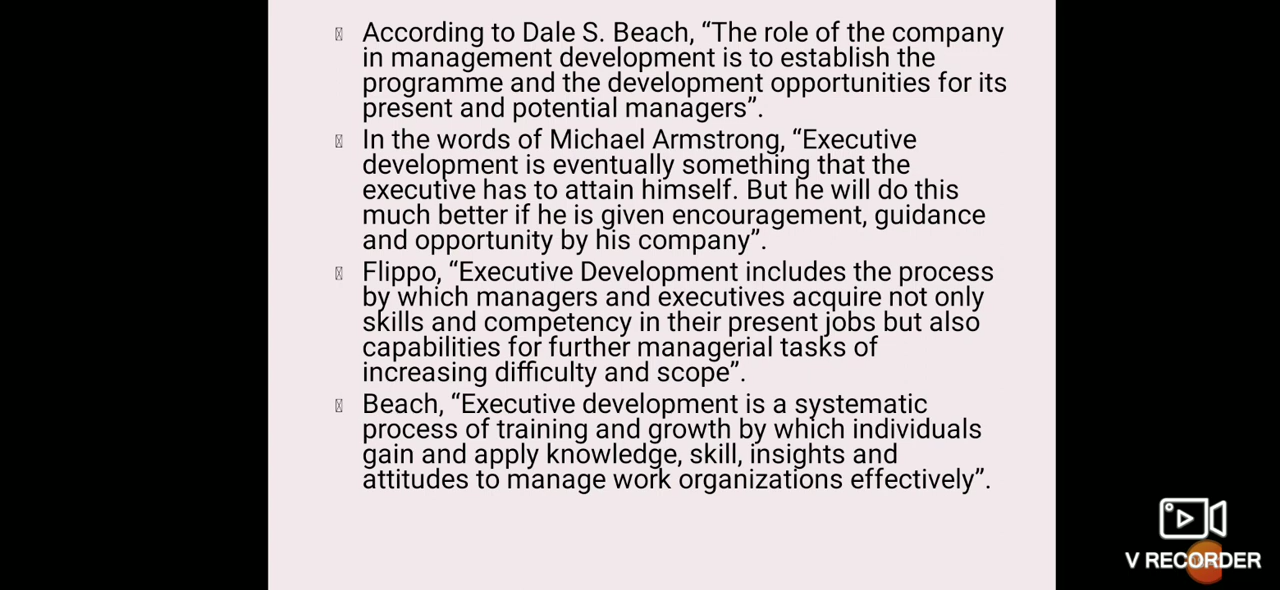 According to Dale S. Beach, “The role of the company
in management development is to establish the
programme and the development opportunities for its
present and potential managers”.
In the words of Michael Armstrong, “Executive
development is eventually something that the
executive has to attain himself. But he will do this
much better if he is given encouragement, guidance
and opportunity by his company”.
Flippo, “Executive Development includes the process
by which managers and executives acquire not only
skills and competency in their present jobs but also
capabilities for further managerial tasks of
increasing difficulty and scope”.
Beach, “Executive development is a systematic
process of training and growth by which individuals
gain and apply knowledge, skill, insights and
attitudes to manage work organizations effectively”.
V RECORDER